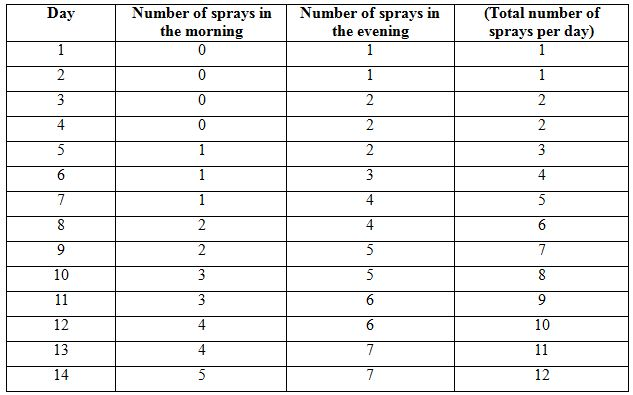 Day Number of sprays in the morning Number of sprays in the evening (Total number of sprays per day)
1 0 1 1
2 0 1 1
3 0 2 2
4 0 2 2
5 1 2 3
6 1 3 4
7 1 4 5
8 2 4 6
9 2 5 7
10 3 5 8
11 3 6 9
12 4 6 10
13 4 7 11
14 5 7 12